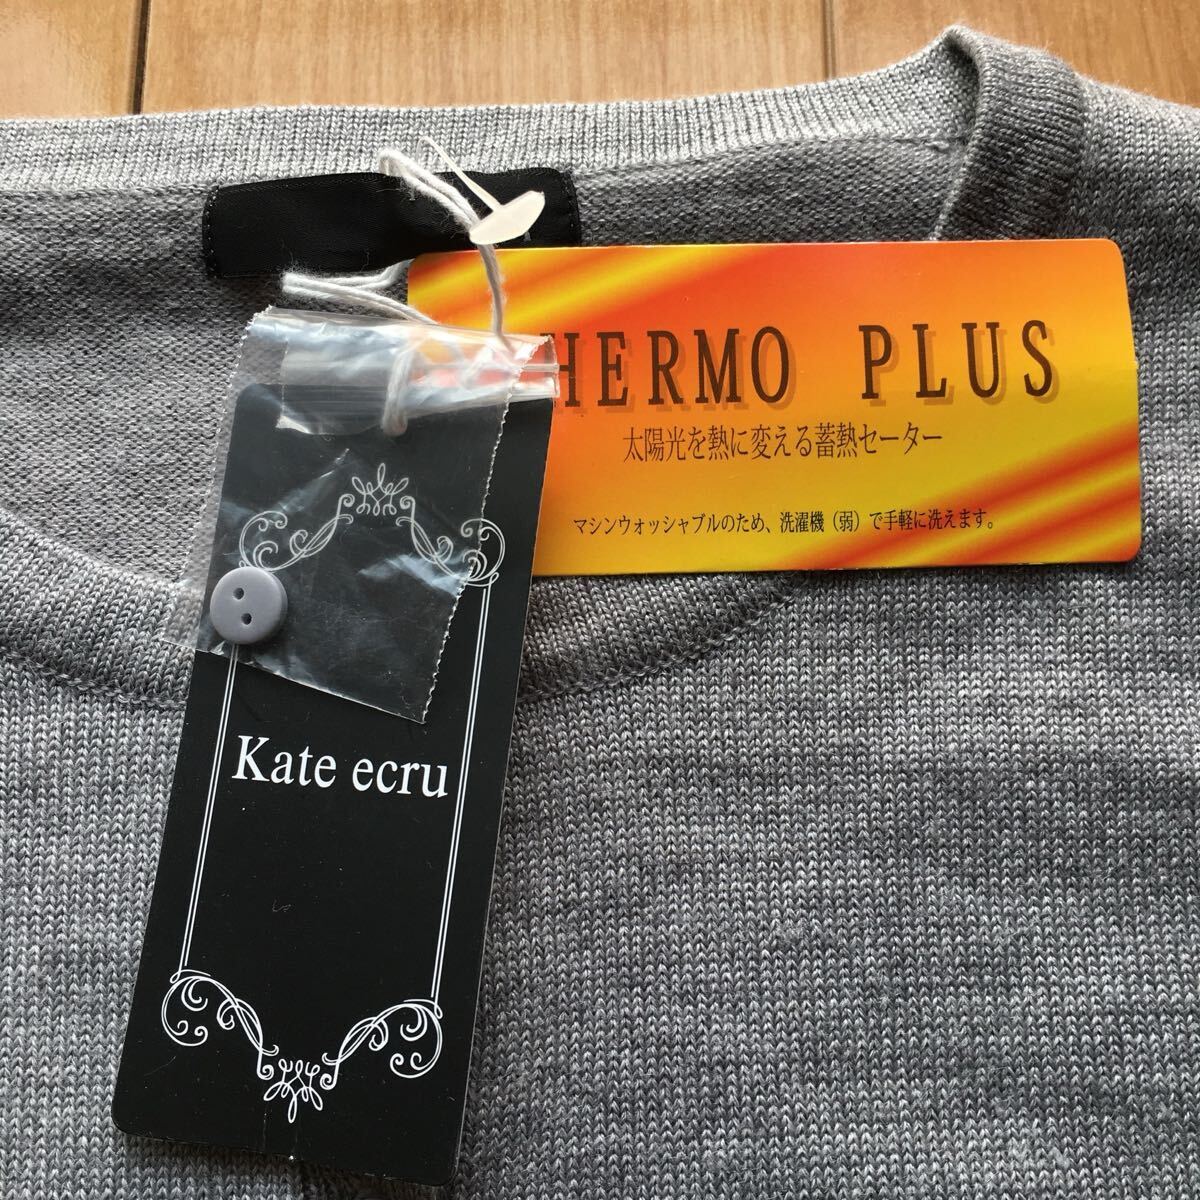 HERMO PLUS
太陽光を熱に変える蓄熱セーター
マシンウォッシャブルのため、洗濯機（弱）で手軽に洗えます。
Kate ecru